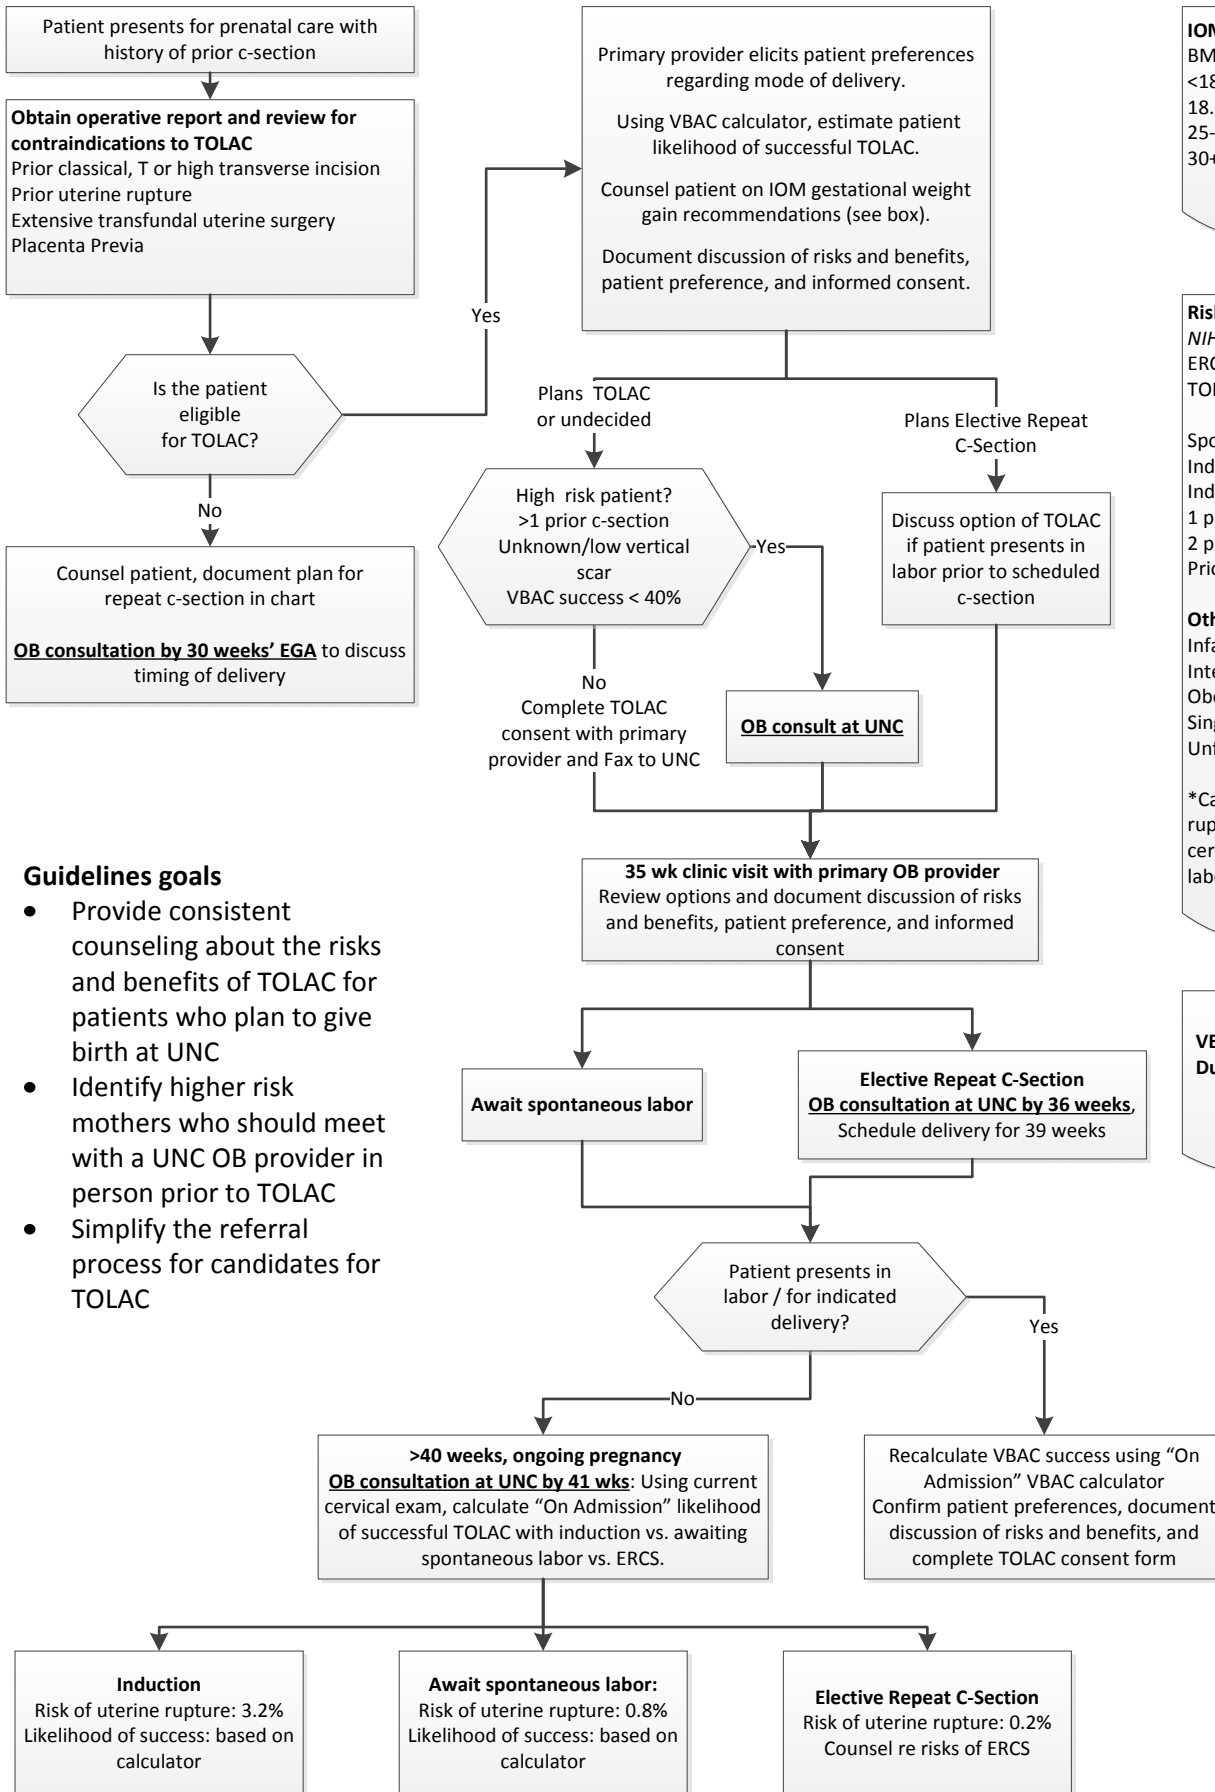 Patient presents for prenatal care with
history of prior c-section
Obtain operative report and review for
contraindications to TOLAC
Prior classical, T or high transverse incision
Prior uterine rupture
Extensive transfundal uterine surgery
Placenta Previa
Is the patient
eligible
for TOLAC?
Yes
No
Counsel patient, document plan for
repeat c-section in chart
OB consultation by 30 weeks' EGA to discuss
timing of delivery
Primary provider elicits patient preferences
regarding mode of delivery.
Using VBAC calculator, estimate patient
likelihood of successful TOLAC.
Counsel patient on IOM gestational weight
gain recommendations (see box).
Document discussion of risks and benefits,
patient preference, and informed consent.
Plans TOLAC
or undecided
Plans Elective Repeat
C-Section
High risk patient?
>1 prior c-section
Unknown/low vertical
scar
VBAC success < 40%
Yes
Discuss option of TOLAC
if patient presents in
labor prior to scheduled
c-section
No
Complete TOLAC
consent with primary
provider and Fax to UNC
OB consult at UNC
35 wk clinic visit with primary OB provider
Review options and document discussion of risks
and benefits, patient preference, and informed
consent
Guidelines goals
• Provide consistent
counseling about the risks
and benefits of TOLAC for
patients who plan to give
birth at UNC
• Identify higher risk
mothers who should meet
with a UNC OB provider in
person prior to TOLAC
• Simplify the referral
process for candidates for
TOLAC
Await spontaneous labor
Elective Repeat C-Section
OB consultation at UNC by 36 weeks,
Schedule delivery for 39 weeks
Patient presents in
labor / for indicated
delivery?
Yes
No
>40 weeks, ongoing pregnancy
OB consultation at UNC by 41 wks: Using current
cervical exam, calculate “On Admission” likelihood
of successful TOLAC with induction vs. awaiting
spontaneous labor vs. ERCS.
Recalculate VBAC success using “On
Admission” VBAC calculator
Confirm patient preferences, document
discussion of risks and benefits, and
complete TOLAC consent form
Induction
Risk of uterine rupture: 3.2%
Likelihood of success: based on
calculator
Await spontaneous labor:
Risk of uterine rupture: 0.8%
Likelihood of success: based on
calculator
Elective Repeat C-Section
Risk of uterine rupture: 0.2%
Counsel re risks of ERCS